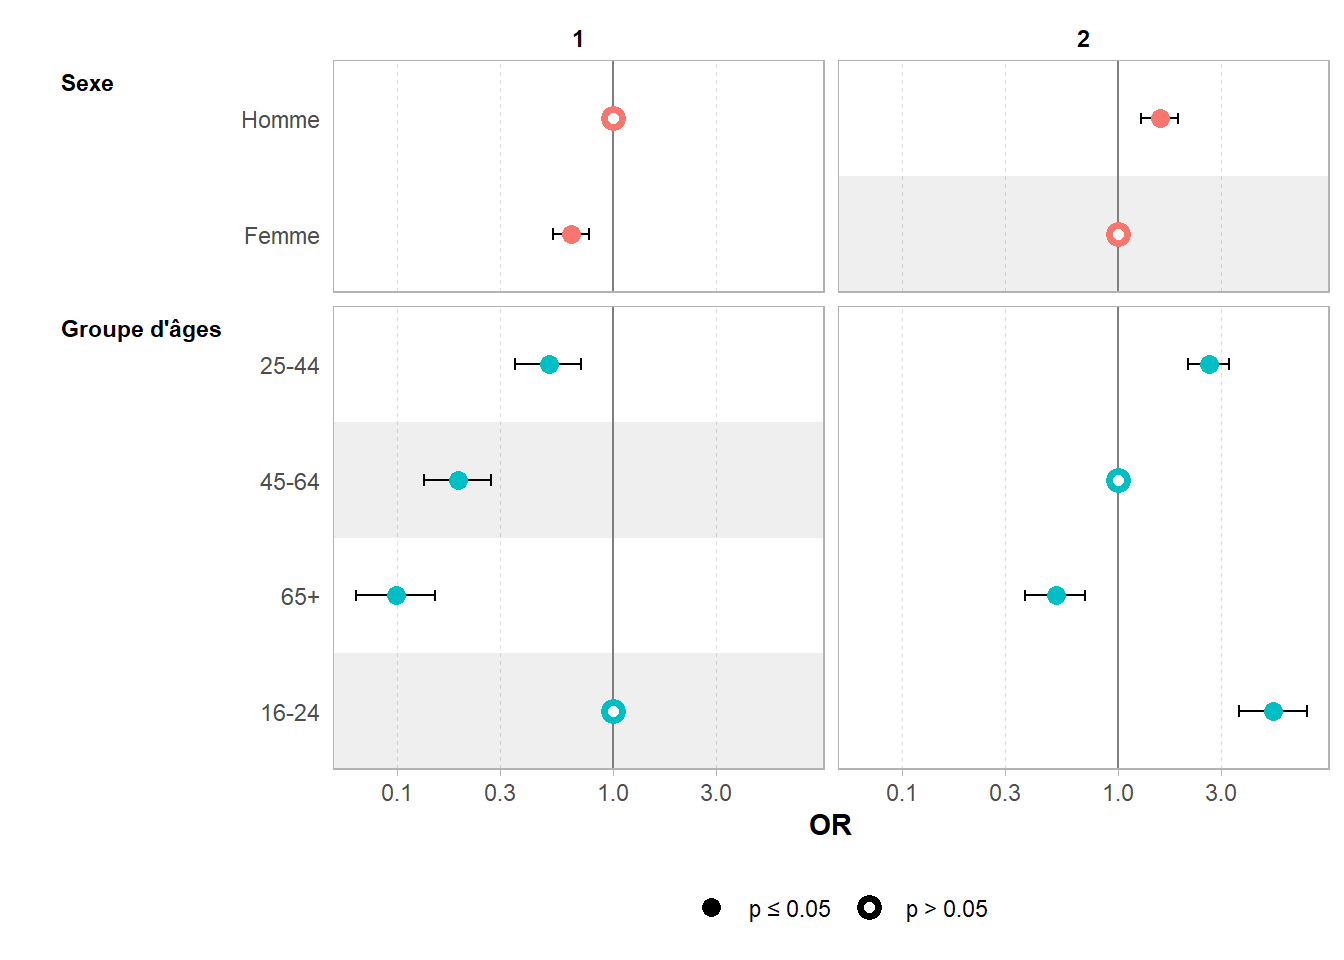 1 2
Sexe
Homme
Femme
Groupe d'âges
25-44
45-64
65+
16-24
0.1 0.3 1.0 3.0 0.1 0.3 1.0 3.0
OR
p ≤ 0.05 p > 0.05